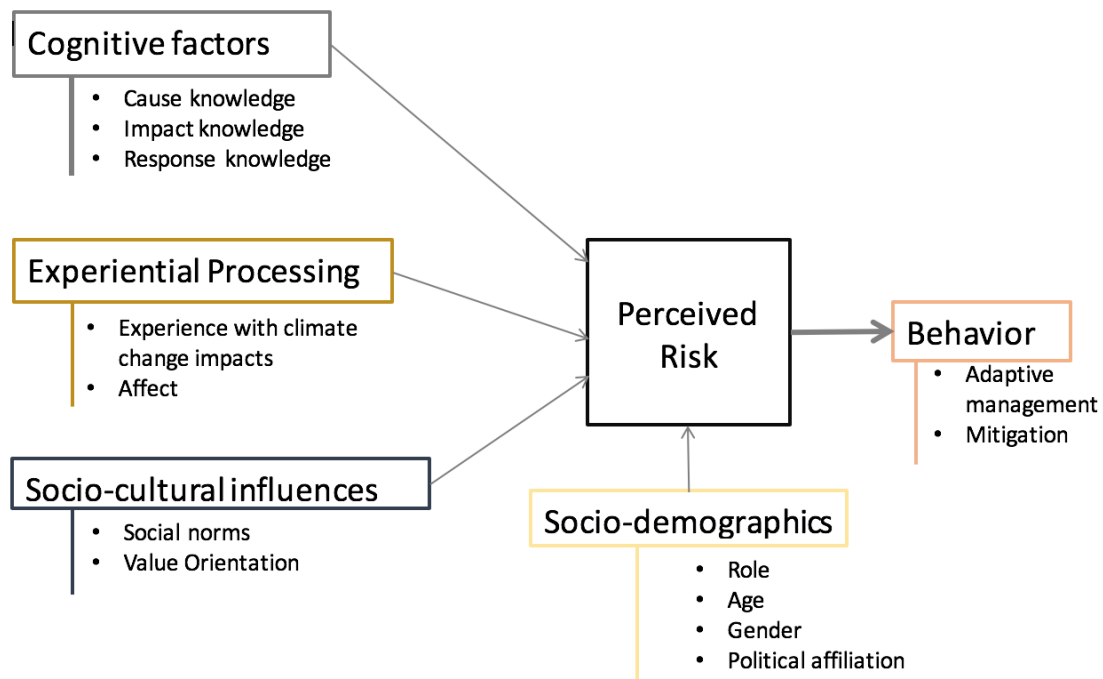 Cognitive factors
• Cause knowledge
• Impact knowledge
• Response knowledge
Experiential Processing
• Experience with climate
change impacts
• Affect
Socio-cultural influences
• Social norms
• Value Orientation
Perceived
Risk
Socio-demographics
• Role
• Age
• Gender
• Political affiliation
Behavior
• Adaptive
management
• Mitigation